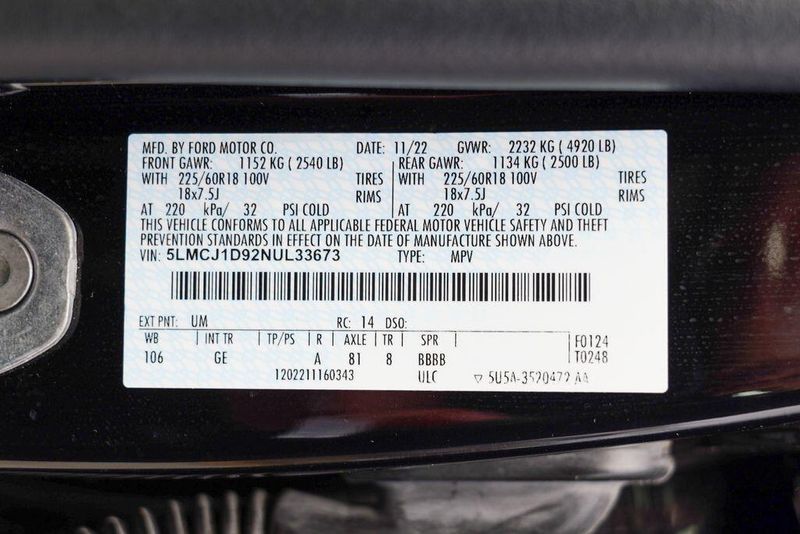 MFD. BY FORD MOTOR CO. DATE: 11/22 GVWR: 2232 KG ( 4920 LB)
FRONT GAWR: 1152 KG ( 2540 LB) REAR GAWR: 1134 KG ( 2500 LB)
WITH 225/60R18 100V TIRES WITH 225/60R18 100V TIRES
18x7.5J RIMS 18x7.5J RIMS
AT 220 kPa/ 32 PSI COLD AT 220 kPa/ 32 PSI COLD
THIS VEHICLE CONFORMS TO ALL APPLICABLE FEDERAL MOTOR VEHICLE SAFETY AND THEFT
PREVENTION STANDARDS IN EFFECT ON THE DATE OF MANUFACTURE SHOWN ABOVE.
VIN: 5LMCJ1D92NUL33673 TYPE: MPV
EXT PNT: UM RC: 14 DSO:
WB INT TR TP/PS R AXLE TR SPR F0124
106 GE A 81 8 BBBB T0248
1202211160343 ULC 5U5A-3520472 AA